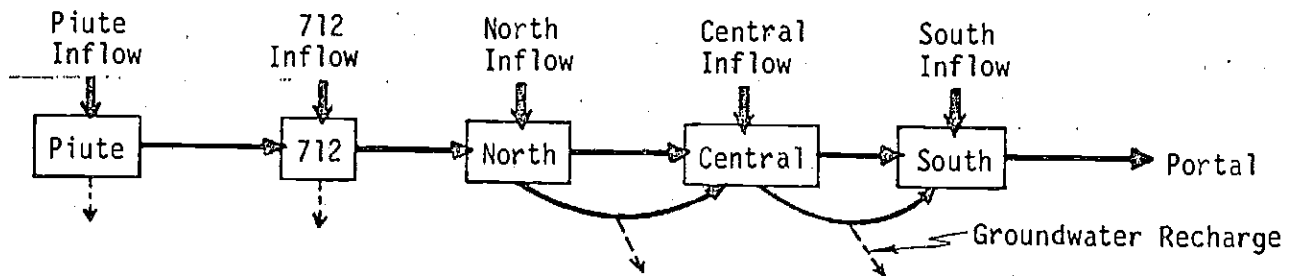 Piute
Inflow
712
Inflow
North
Inflow
Central
Inflow
South
Inflow
Piute
712
North
Central
South
Portal
Groundwater Recharge